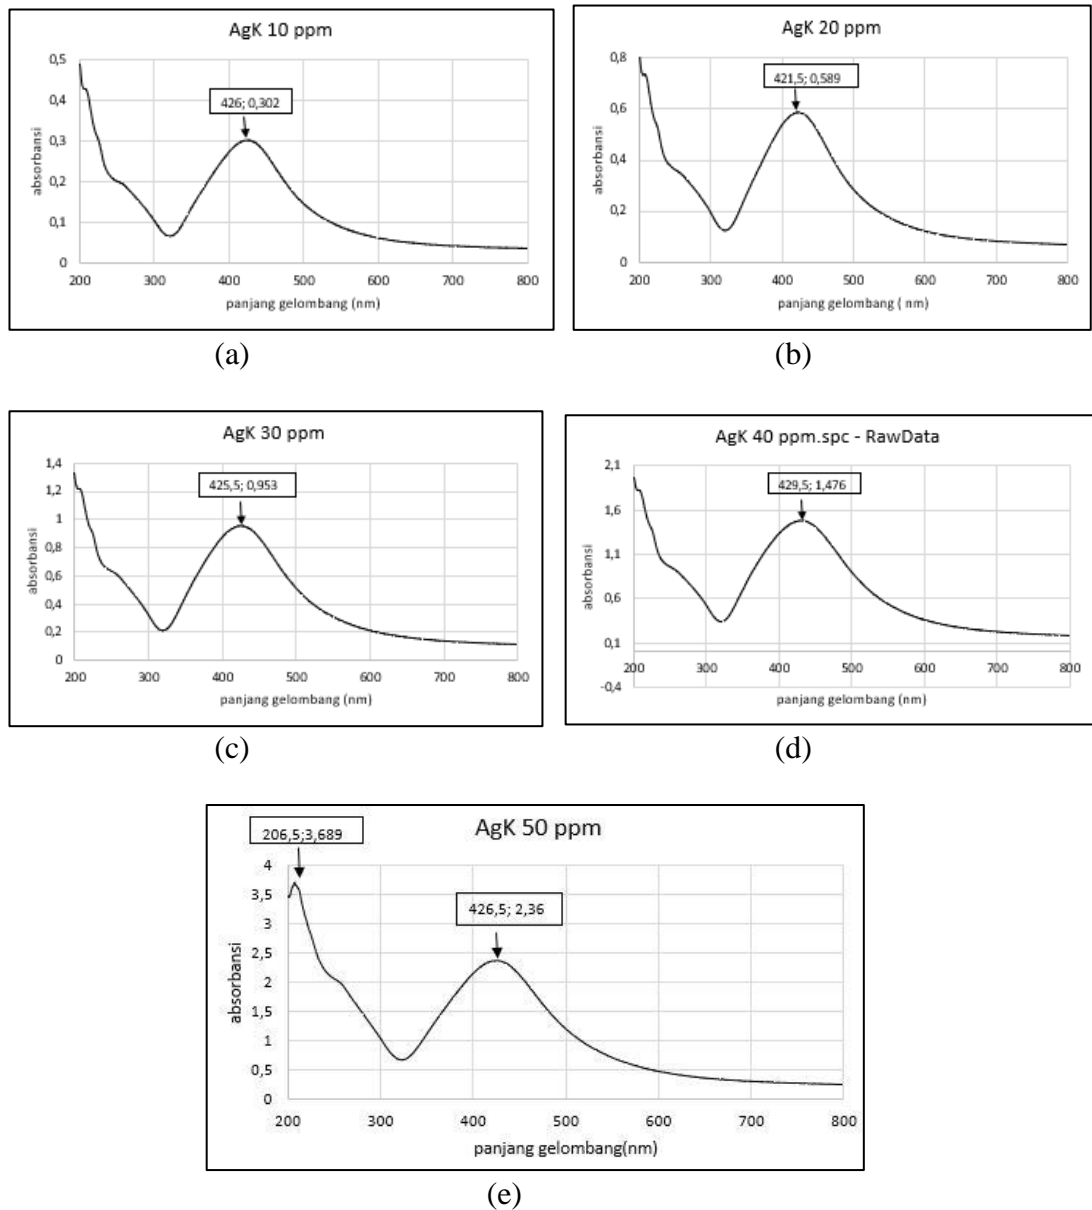 AgK 10 ppm
0,5
0,4
0,3
0,2
0,1
0
absorbansi
426; 0,302
200 300 400 500 600 700 800
panjang gelombang (nm)
(a)
AgK 20 ppm
0,8
0,6
0,4
0,2
0
absorbansi
421,5; 0,589
200 300 400 500 600 700 800
panjang gelombang ( nm)
(b)
AgK 30 ppm
1,4
1,2
1
0,8
0,6
0,4
0,2
0
absorbansi
425,5; 0,953
200 300 400 500 600 700 800
panjang gelombang (nm)
(c)
AgK 40 ppm.spc - RawData
2,1
1,6
1,1
0,6
0,1
-0,4
absorbansi
429,5; 1,476
200 300 400 500 600 700 800
panjang gelombang (nm)
(d)
AgK 50 ppm
206,5;3,689
4
3,5
3
2,5
2
1,5
1
0,5
0
absorbansi
426,5; 2,36
200 300 400 500 600 700 800
panjang gelombang(nm)
(e)